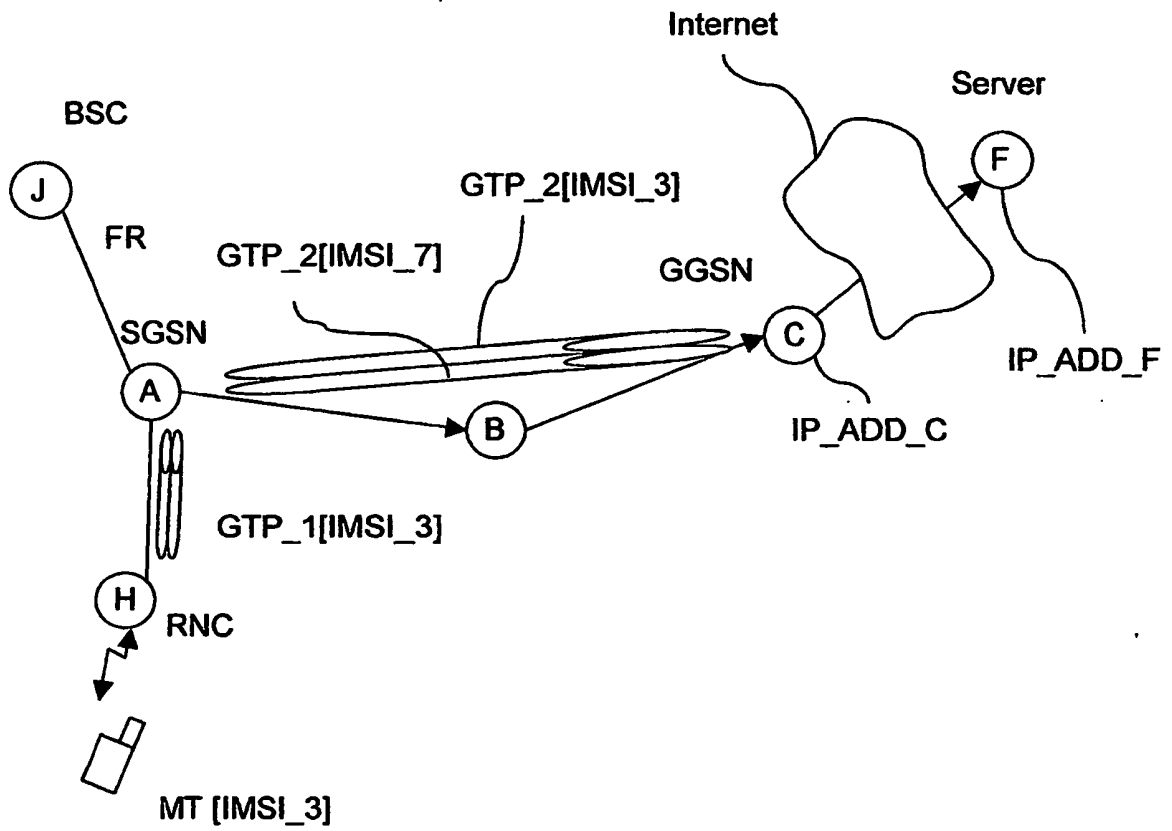 Internet
Server
BSC
F
J
GTP_2[IMSI_3]
FR
GTP_2[IMSI_7]
GGSN
SGSN
C
IP_ADD_F
A
B
IP_ADD_C
GTP_1[IMSI_3]
H
RNC
MT [IMSI_3]